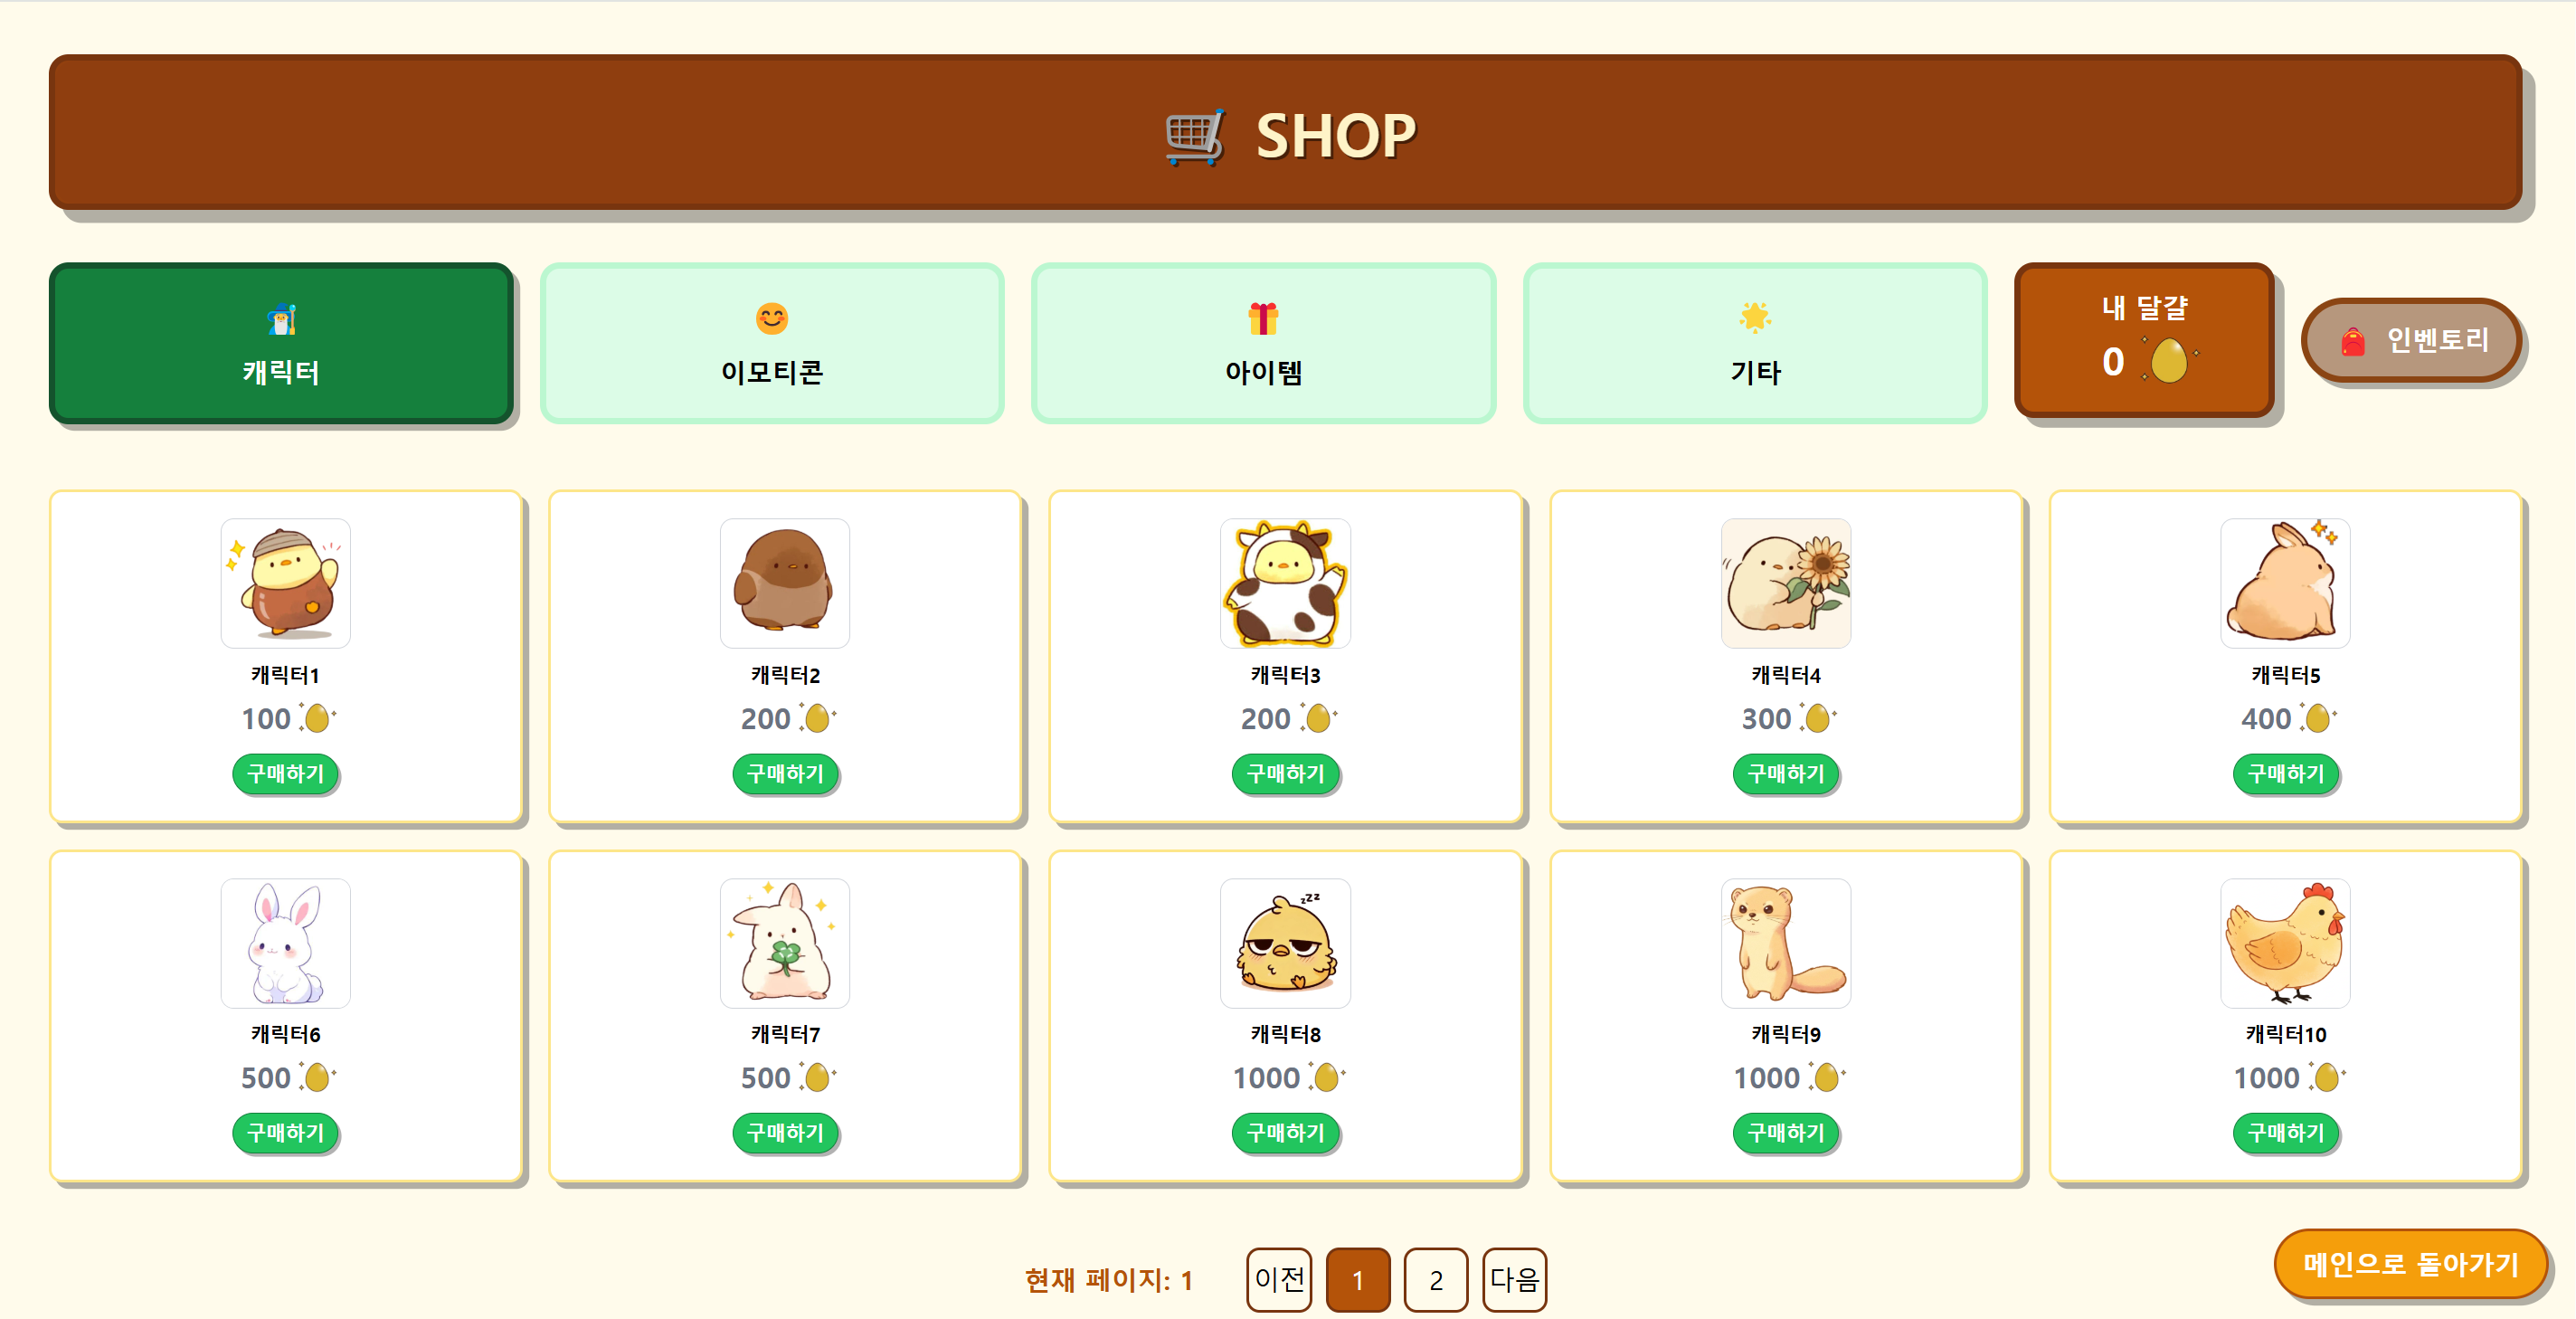 SHOP
캐릭터
이모티콘
아이템
기타
내 달걀
0
인벤토리
캐릭터1
100
구매하기
캐릭터2
200
구매하기
캐릭터3
200
구매하기
캐릭터4
300
구매하기
캐릭터5
400
구매하기
캐릭터6
500
구매하기
캐릭터7
500
구매하기
zzz
캐릭터8
1000
구매하기
캐릭터9
1000
구매하기
캐릭터10
1000
구매하기
현재 페이지: 1
이전
1
2
다음
메인으로 돌아가기